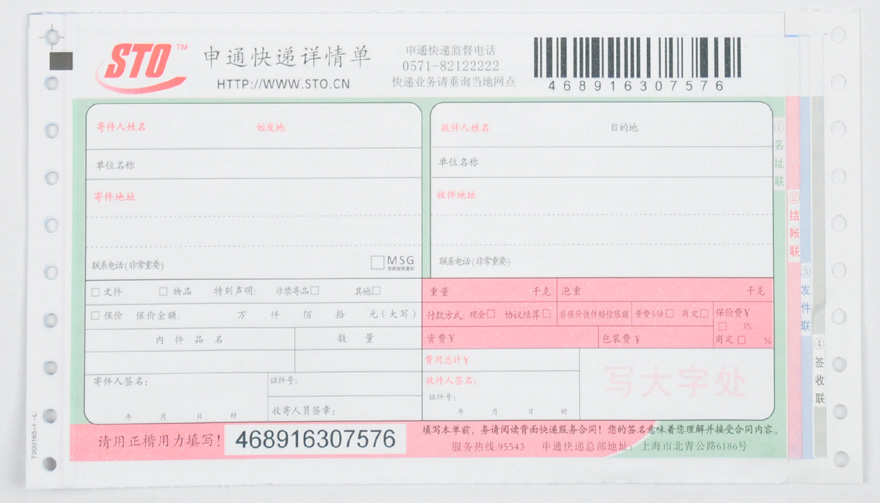 STO TM
申通快递详情单
HTTP://WWW.STO.CN
申通快递监督电话
0571-82122222
快递业务请垂询当地网点
468916307576
寄件人姓名 始发地
单位名称
寄件地址
联系电话(非常重要)
MSG
收件人姓名 目的地
单位名称
收件地址
联系电话(非常重要)
□文件 □物品 特别声明: 非禁寄品□ 其他□
□保价 保价金额: 万 仟 佰 拾 元(大写)
内件品名 数量
寄件人签名:
年 月 日 时
证件号:
收寄人员签章:
重量 千克 泡重 千克
付款方式: 现金□ 协议结算□ 非保价快件赔偿限额 资费5倍□ 商定□ 保价费¥
□ 1%
商定□ %
资费¥ 包装费¥
费用总计¥
收件人签名:
证件号:
年 月 日 时
写大字处
请用正楷用力填写!
468916307576
填写本单前,务请阅读背面快递服务合同!您的签名意味着您理解并接受合同内容。
服务热线:95543 申通快递总部地址:上海市北青公路6186号
①名址联
②结帐联
③发件联
④签收联